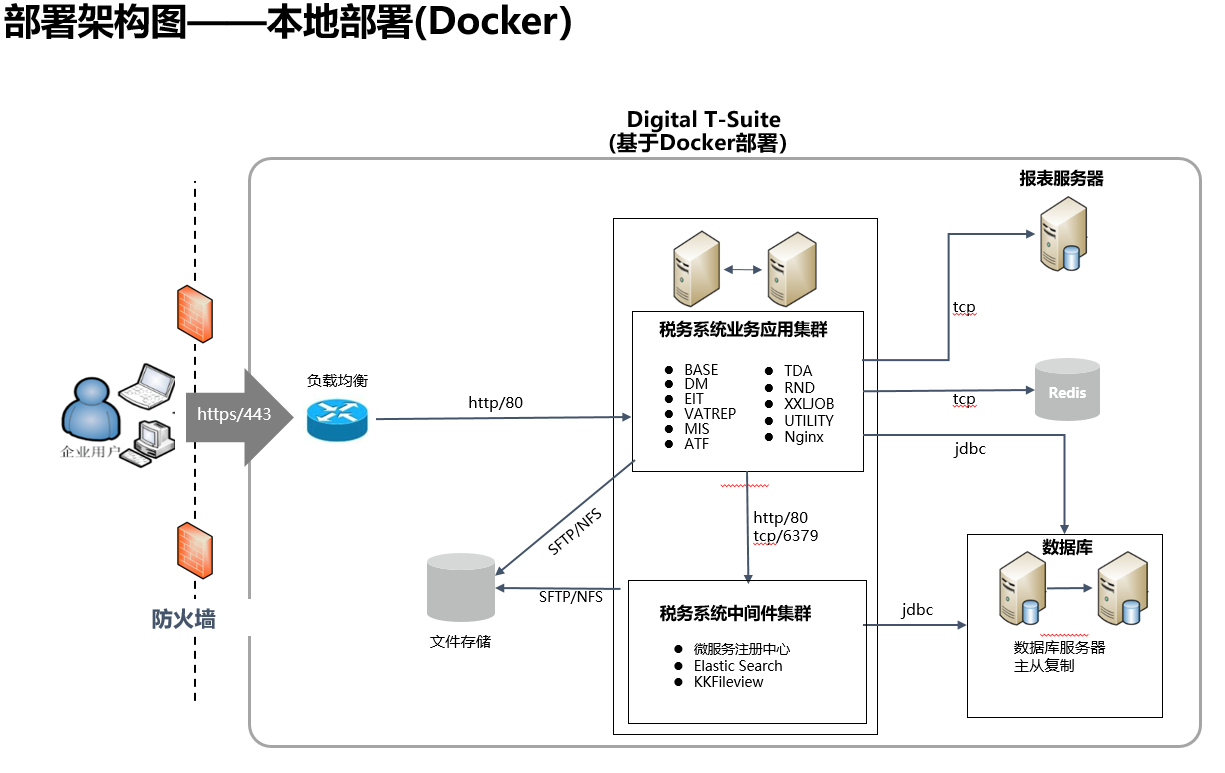 部署架构图——本地部署(Docker)
Digital T-Suite
(基于Docker部署)
报表服务器
税务系统业务应用集群
BASE
DM
EIT
VATREP
MIS
ATF
TDA
RND
XXLJOB
UTILITY
Nginx
tcp
Redis
tcp
jdbc
负载均衡
http/80
https/443
企业用户
SFTP/NFS
http/80
tcp/6379
SFTP/NFS
文件存储
防火墙
税务系统中间件集群
微服务注册中心
Elastic Search
KKFileview
jdbc
数据库
数据库服务器
主从复制